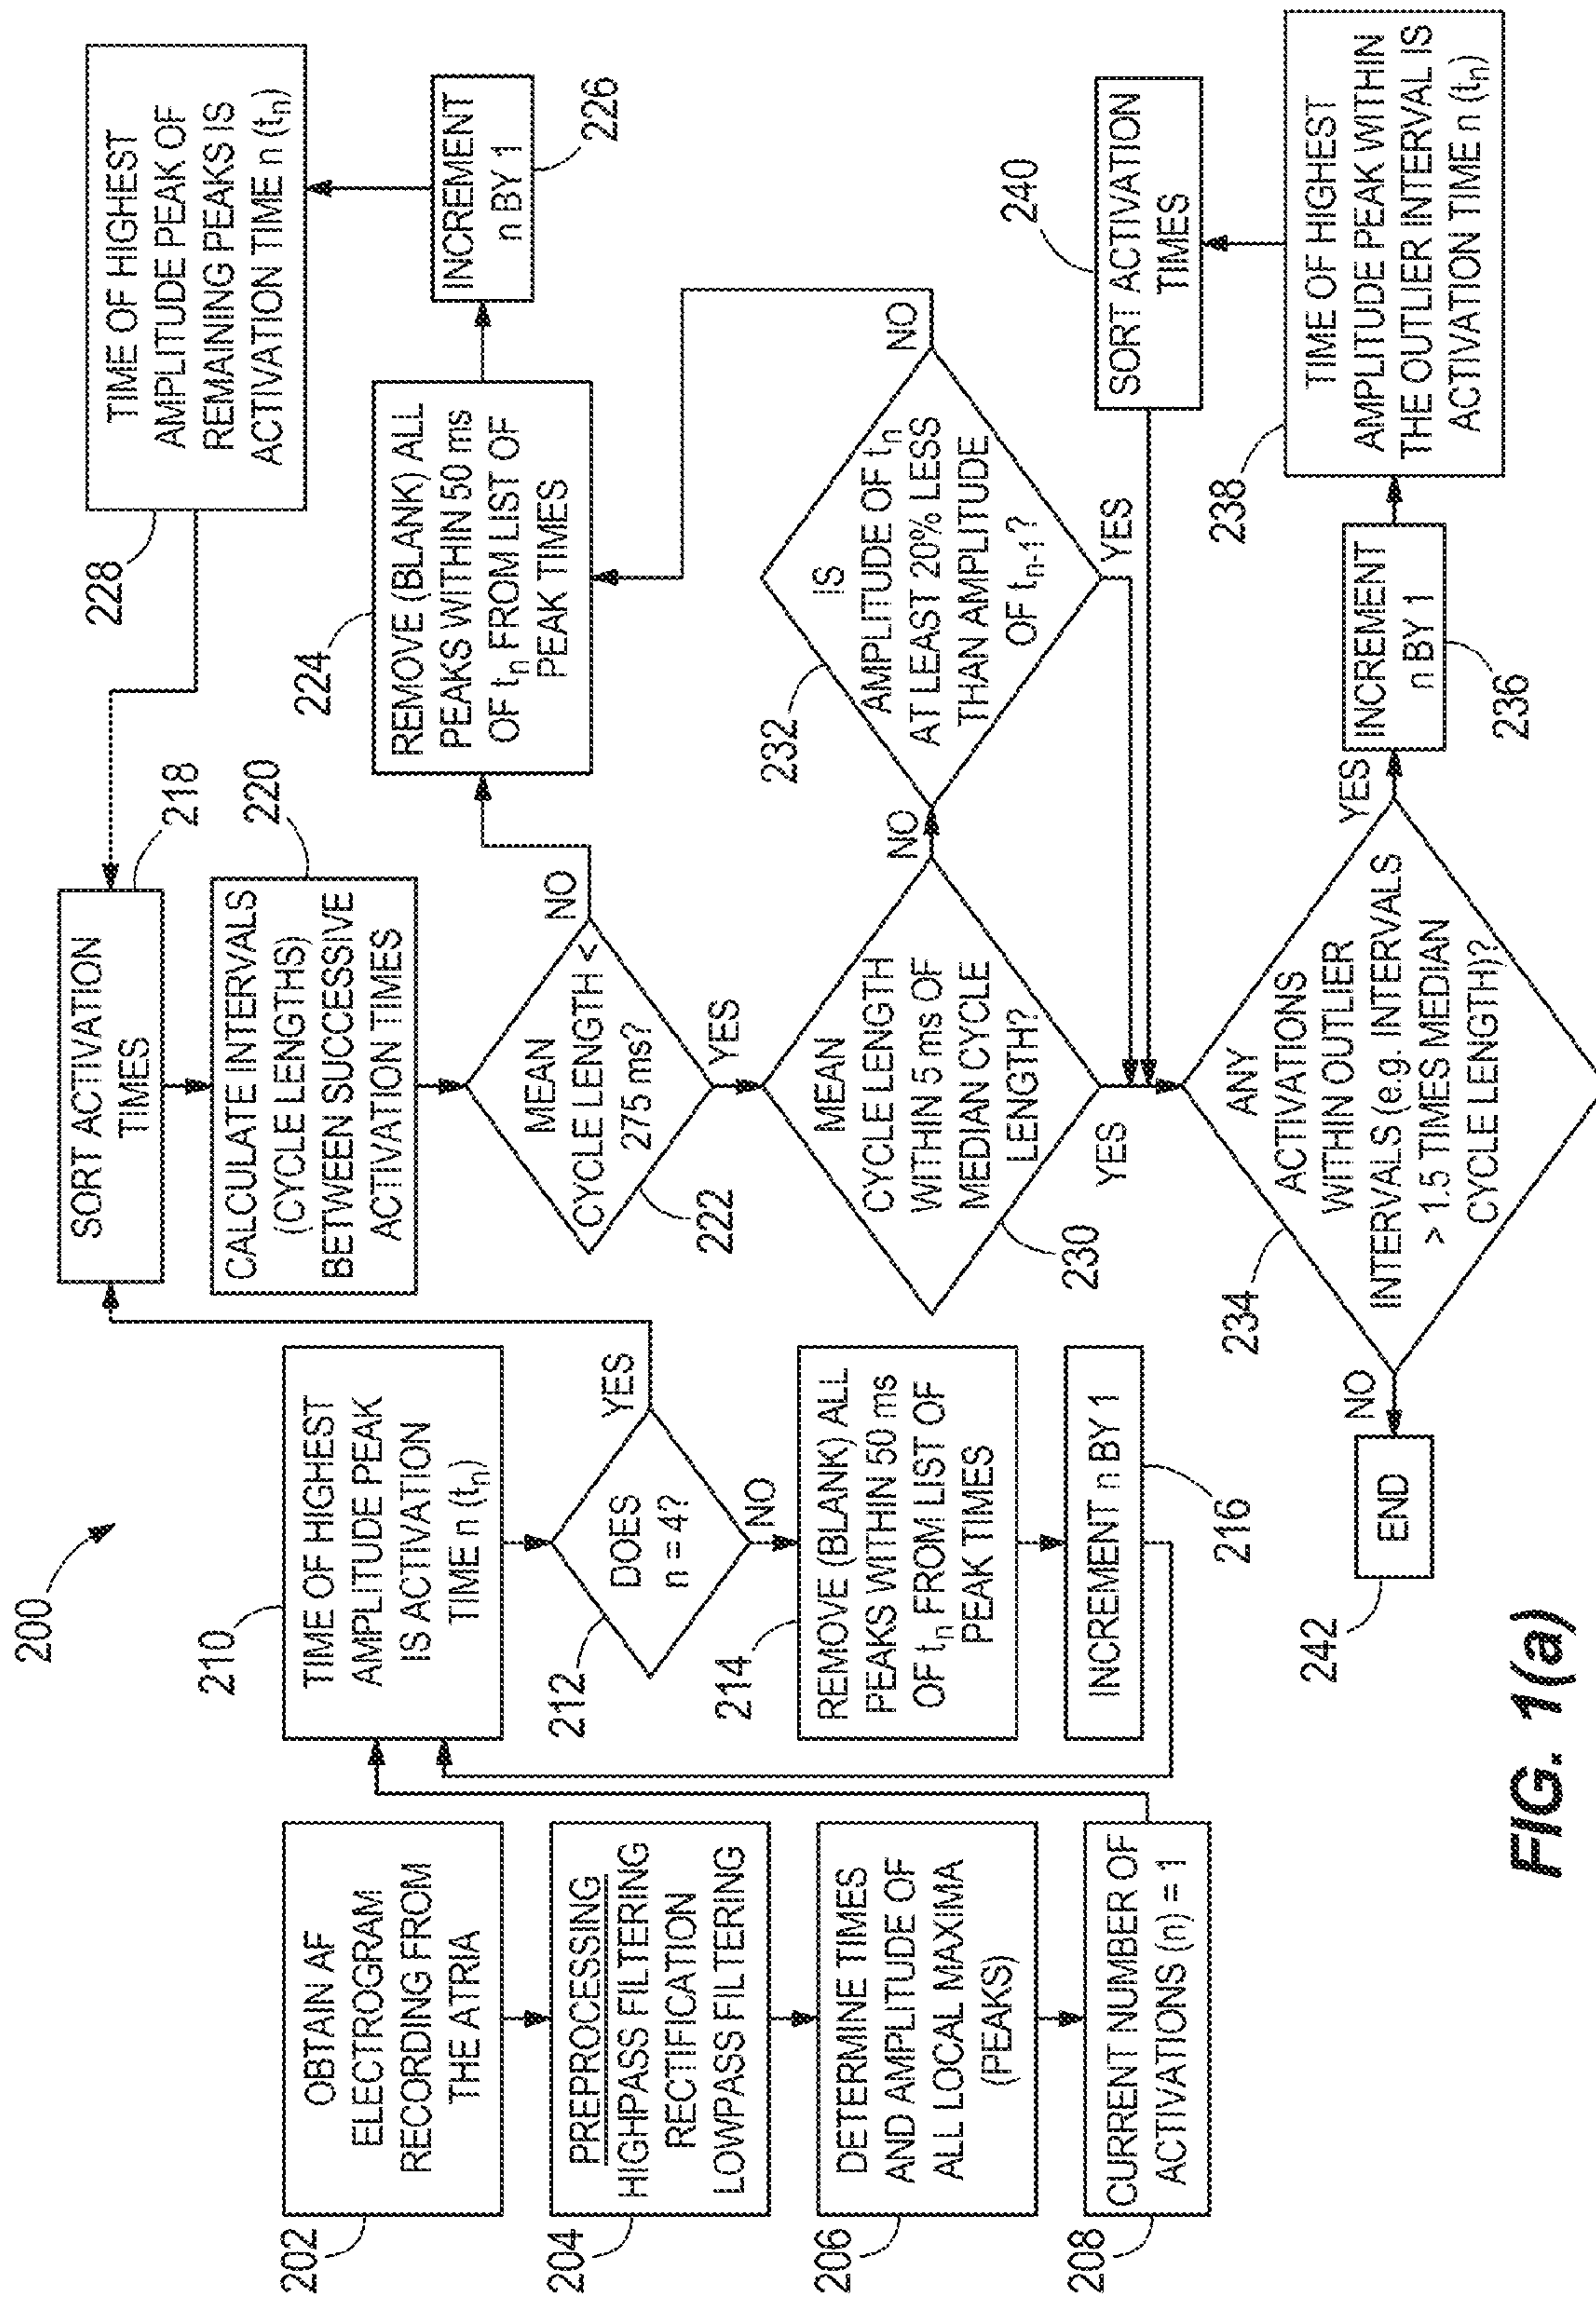 200
202
OBTAIN AF
ELECTROGRAM
RECORDING FROM
THE ATRIA
204
PREPROCESSING
HIGHPASS FILTERING
RECTIFICATION
LOWPASS FILTERING
206
DETERMINE TIMES
AND AMPLITUDE OF
ALL LOCAL MAXIMA
(PEAKS)
208
CURRENT NUMBER OF
ACTIVATIONS (n) = 1
210
TIME OF HIGHEST
AMPLITUDE PEAK
IS ACTIVATION
TIME n (tn)
212
DOES
n = 4?
YES
NO
214
REMOVE (BLANK) ALL
PEAKS WITHIN 50 ms
OF tn FROM LIST OF
PEAK TIMES
INCREMENT n BY 1
216
SORT ACTIVATION
TIMES
218
CALCULATE INTERVALS
(CYCLE LENGTHS)
BETWEEN SUCCESSIVE
ACTIVATION TIMES
220
MEAN
CYCLE LENGTH <
275 ms?
222
NO
YES
224
REMOVE (BLANK) ALL
PEAKS WITHIN 50 ms
OF tn FROM LIST OF
PEAK TIMES
INCREMENT
n BY 1
226
TIME OF HIGHEST
AMPLITUDE PEAK OF
REMAINING PEAKS IS
ACTIVATION TIME n (tn)
228
MEAN
CYCLE LENGTH
WITHIN 5 ms OF
MEDIAN CYCLE
LENGTH?
230
NO
YES
232
IS
AMPLITUDE OF tn
AT LEAST 20% LESS
THAN AMPLITUDE
OF tn-1?
NO
YES
234
ANY
ACTIVATIONS
WITHIN OUTLIER
INTERVALS (e.g. INTERVALS
> 1.5 TIMES MEDIAN
CYCLE LENGTH)?
YES
NO
INCREMENT
n BY 1
236
238
TIME OF HIGHEST
AMPLITUDE PEAK WITHIN
THE OUTLIER INTERVAL IS
ACTIVATION TIME n (tn)
240
SORT ACTIVATION
TIMES
END
242
FIG. 1(a)